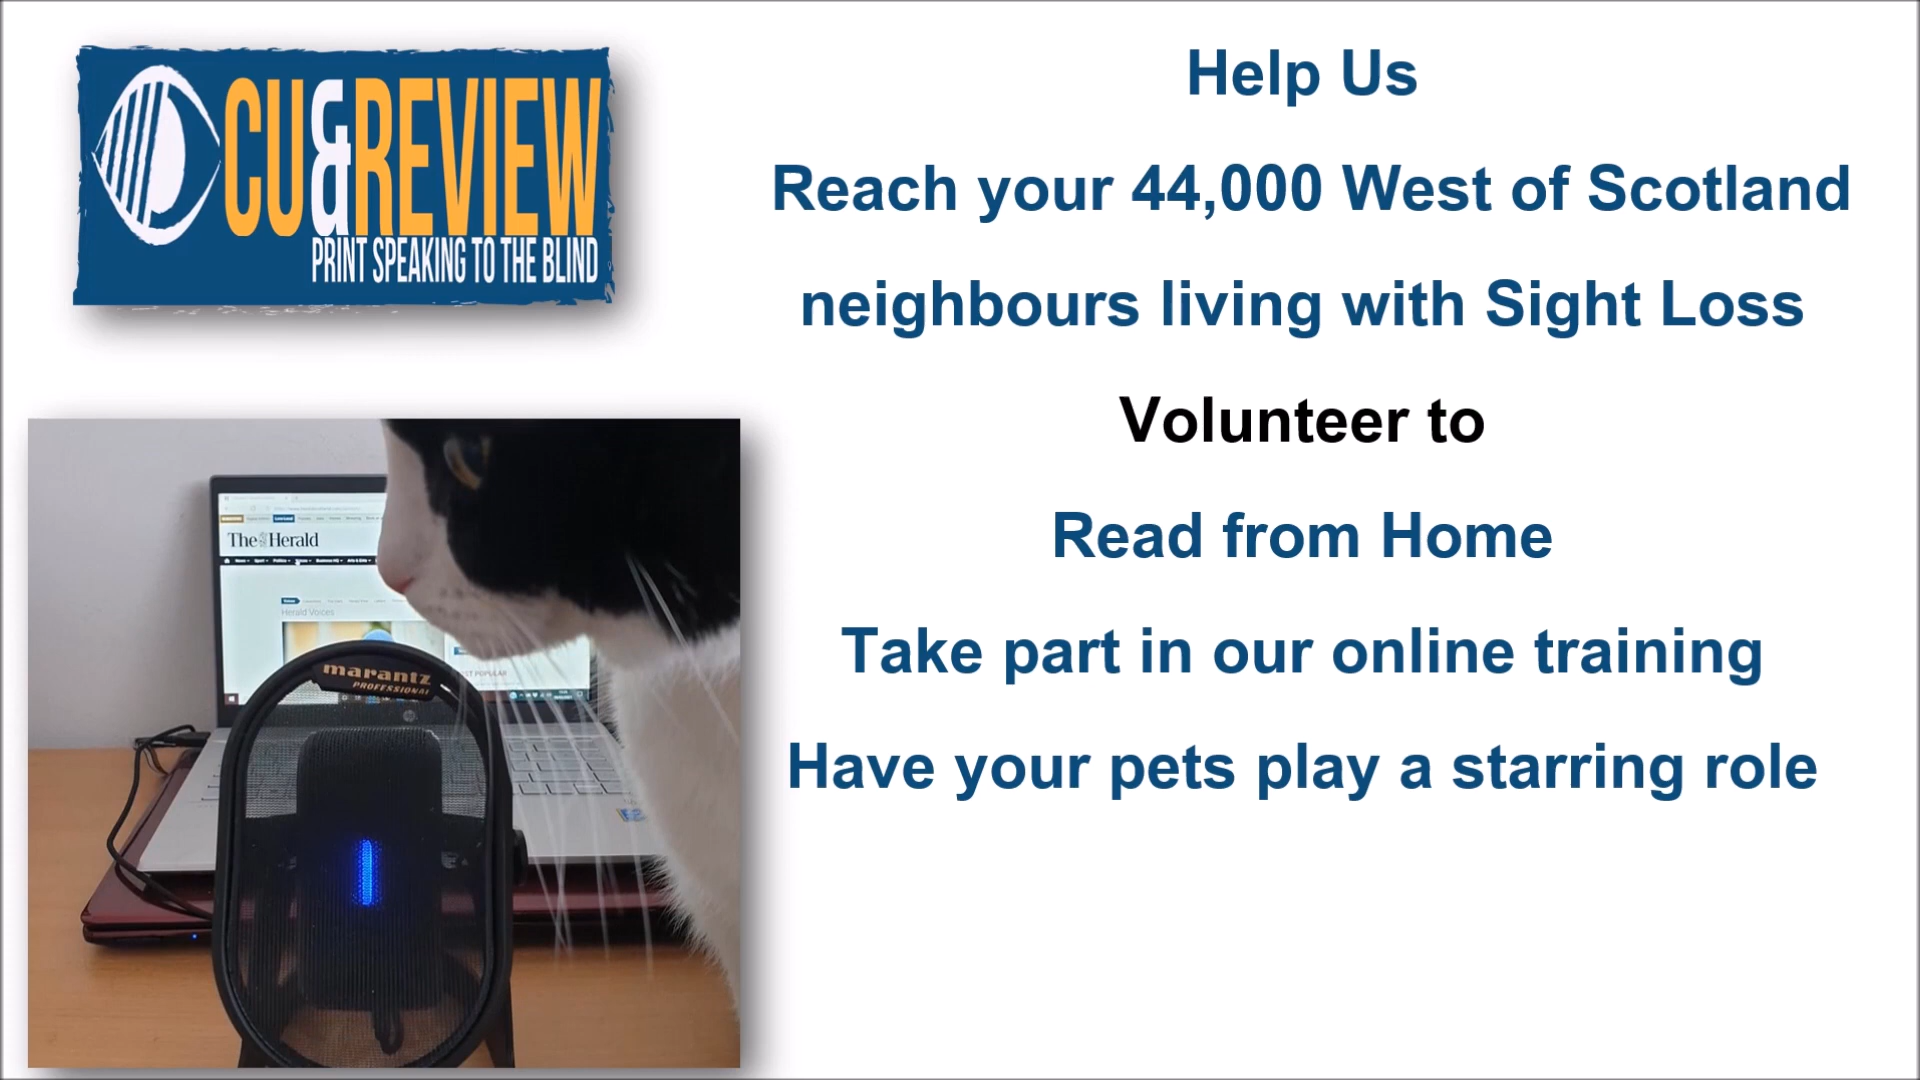 CU&REVIEW
PRINT SPEAKING TO THE BLIND
Help Us
Reach your 44,000 West of Scotland
neighbours living with Sight Loss
Volunteer to
Read from Home
Take part in our online training
Have your pets play a starring role
The Herald
Herald Voices
marantz
PROFESSIONAL